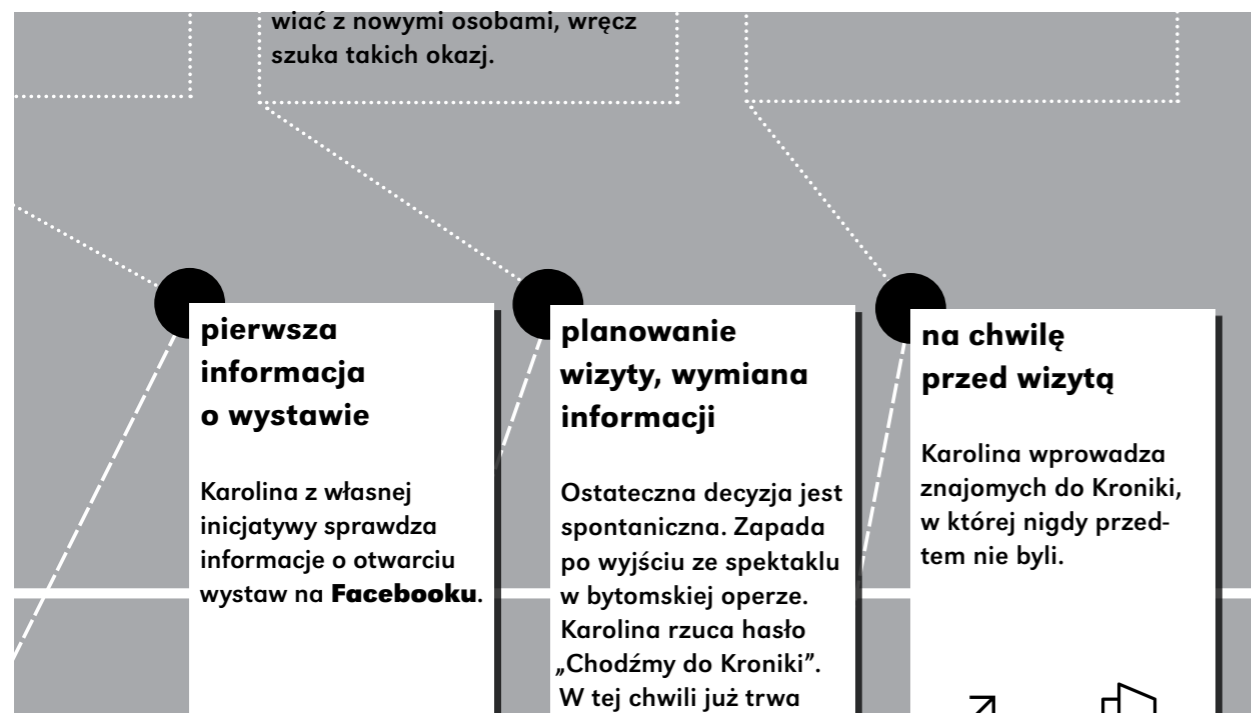 wiać z nowymi osobami, wręcz
szuka takich okazj.
pierwsza
informacja
o wystawie
Karolina z własnej
inicjatywy sprawdza
informacje o otwarciu
wystaw na Facebooku.
planowanie
wizyty, wymiana
informacji
Ostateczna decyzja jest
spontaniczna. Zapada
po wyjściu ze spektaklu
w bytomskiej operze.
Karolina rzuca hasło
„Chodźmy do Kroniki”.
W tej chwili już trwa
na chwilę
przed wizytą
Karolina wprowadza
znajomych do Kroniki,
w której nigdy przed-
tem nie byli.